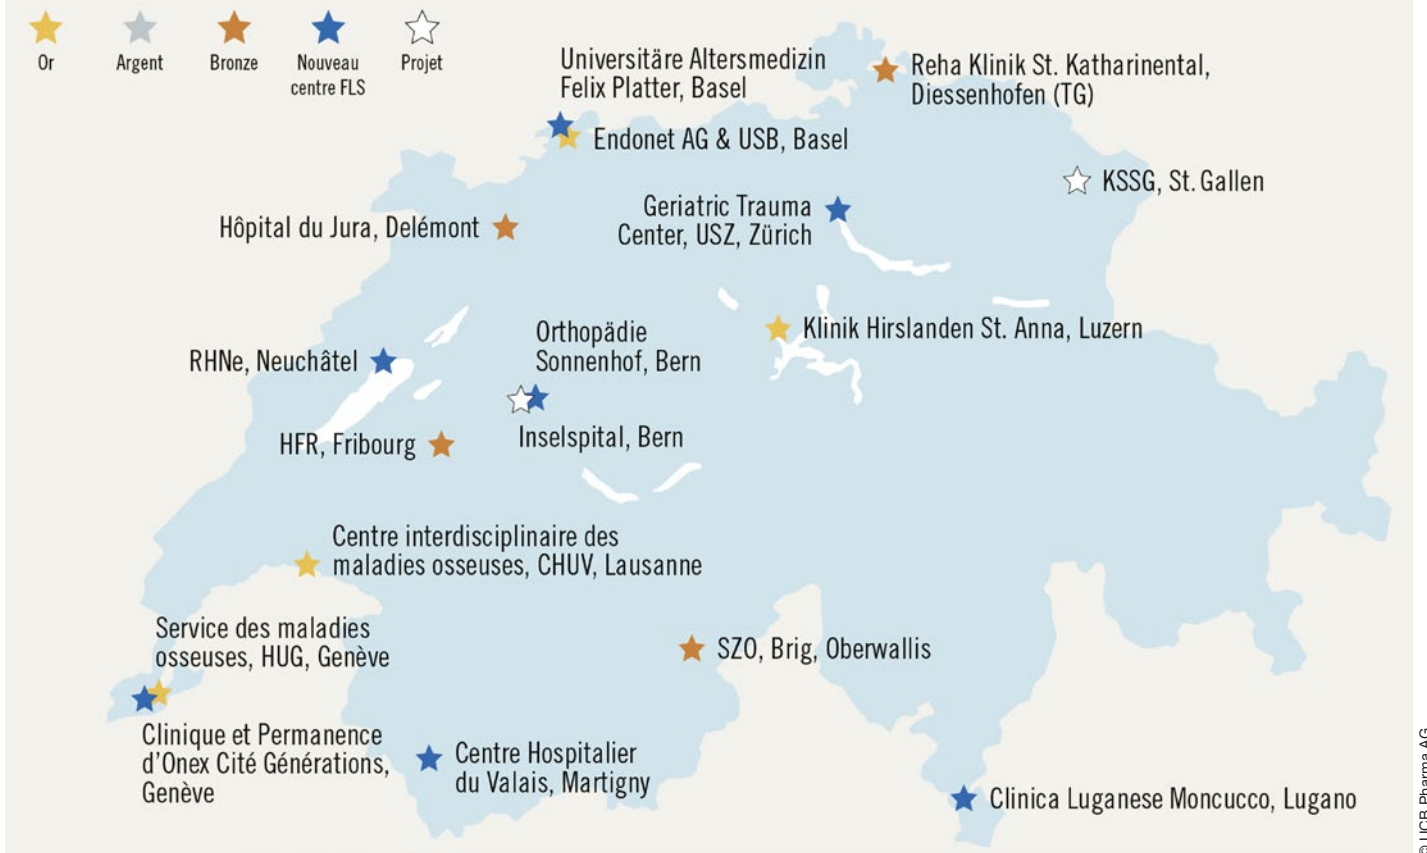 Or
Argent
Bronze
Nouveau
centre FLS
Projet
Universitäre Altersmedizin
Felix Platter, Basel
Reha Klinik St. Katharinental,
Diessenhofen (TG)
Endonet AG & USB, Basel
KSSG, St. Gallen
Geriatric Trauma
Center, USZ, Zürich
Hôpital du Jura, Delémont
Orthopädie
Sonnenhof, Bern
Klinik Hirslanden St. Anna, Luzern
RHNe, Neuchâtel
Inselspital, Bern
HFR, Fribourg
Centre interdisciplinaire des
maladies osseuses, CHUV, Lausanne
Service des maladies
osseuses, HUG, Genève
SZO, Brig, Oberwallis
Clinique et Permanence
d'Onex Cité Générations,
Genève
Centre Hospitalier
du Valais, Martigny
Clinica Luganese Moncucco, Lugano
© UCB Pharma AG